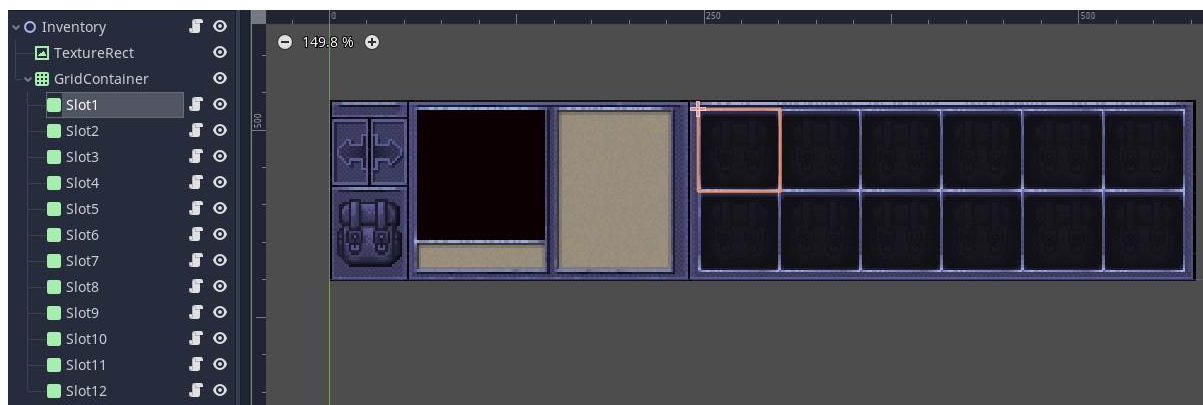 Inventory
TextureRect
GridContainer
Slot1
Slot2
Slot3
Slot4
Slot5
Slot6
Slot7
Slot8
Slot9
Slot10
Slot11
Slot12
0
250
500
149.8 %
500